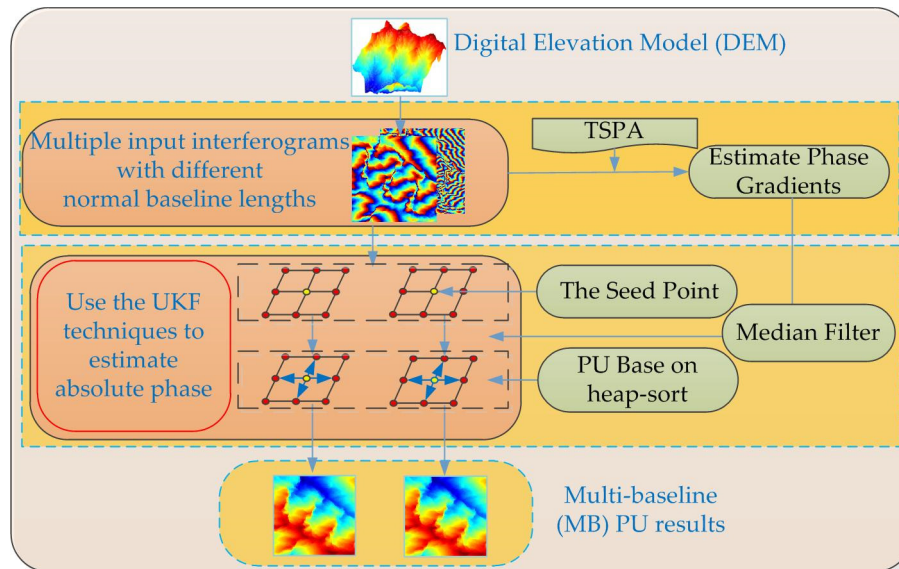 Digital Elevation Model (DEM)
Multiple input interferograms
with different
normal baseline lengths
TSPA
Estimate Phase
Gradients
Use the UKF
techniques to
estimate
absolute phase
The Seed Point
Median Filter
PU Base on
heap-sort
Multi-baseline
(MB) PU results